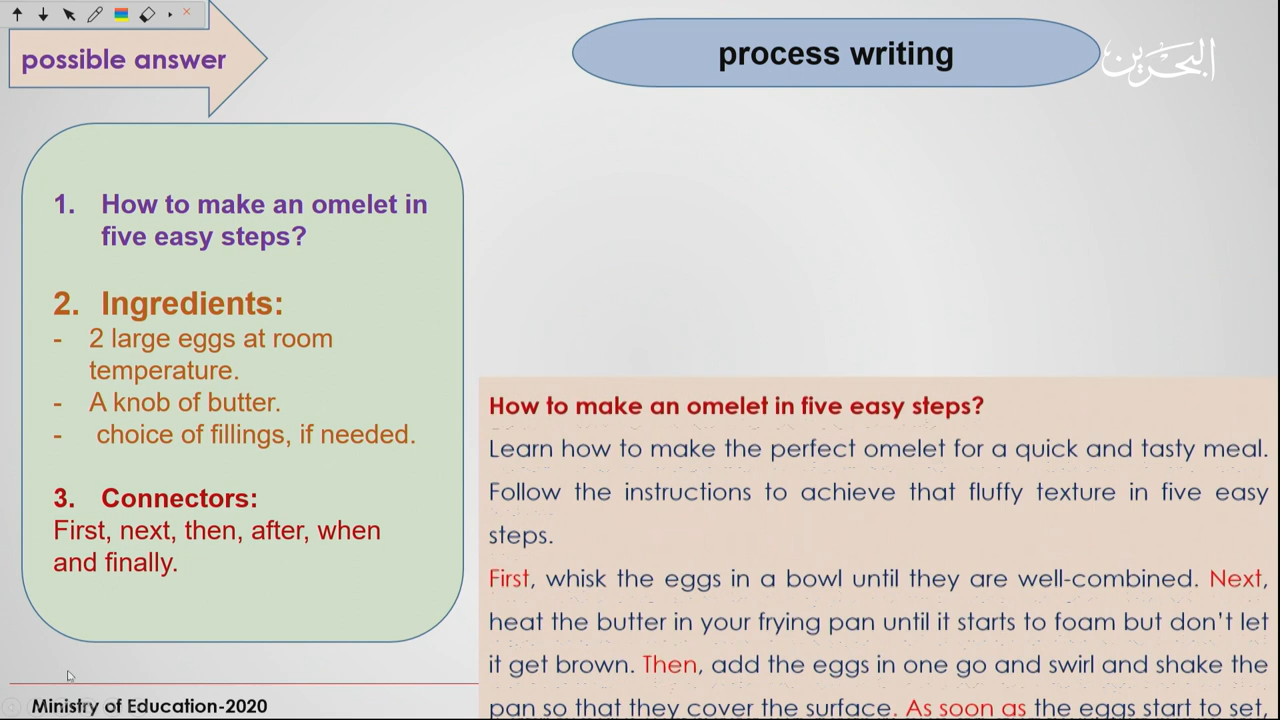 possible answer
process writing
البحرين
1. How to make an omelet in
five easy steps?
2. Ingredients:
- 2 large eggs at room
temperature.
- A knob of butter.
- choice of fillings, if needed.
3. Connectors:
First, next, then, after, when
and finally.
How to make an omelet in five easy steps?
Learn how to make the perfect omelet for a quick and tasty meal.
Follow the instructions to achieve that fluffy texture in five easy
steps.
First, whisk the eggs in a bowl until they are well-combined. Next,
heat the butter in your frying pan until it starts to foam but don't let
it get brown. Then, add the eggs in one go and swirl and shake the
pan so that they cover the surface. As soon as the eggs start to set,
Ministry of Education-2020